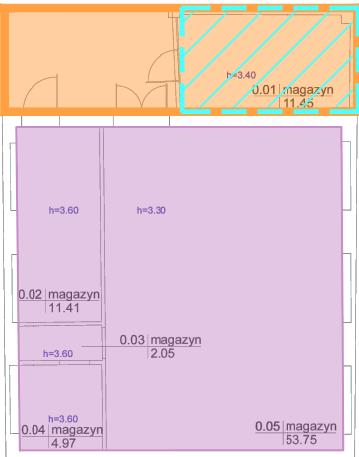 h=3.40
0.01 magazyn
11.45
h=3.60
h=3.30
0.02 magazyn
11.41
0.03 magazyn
2.05
h=3.60
h=3.60
0.04 magazyn
4.97
0.05 magazyn
53.75